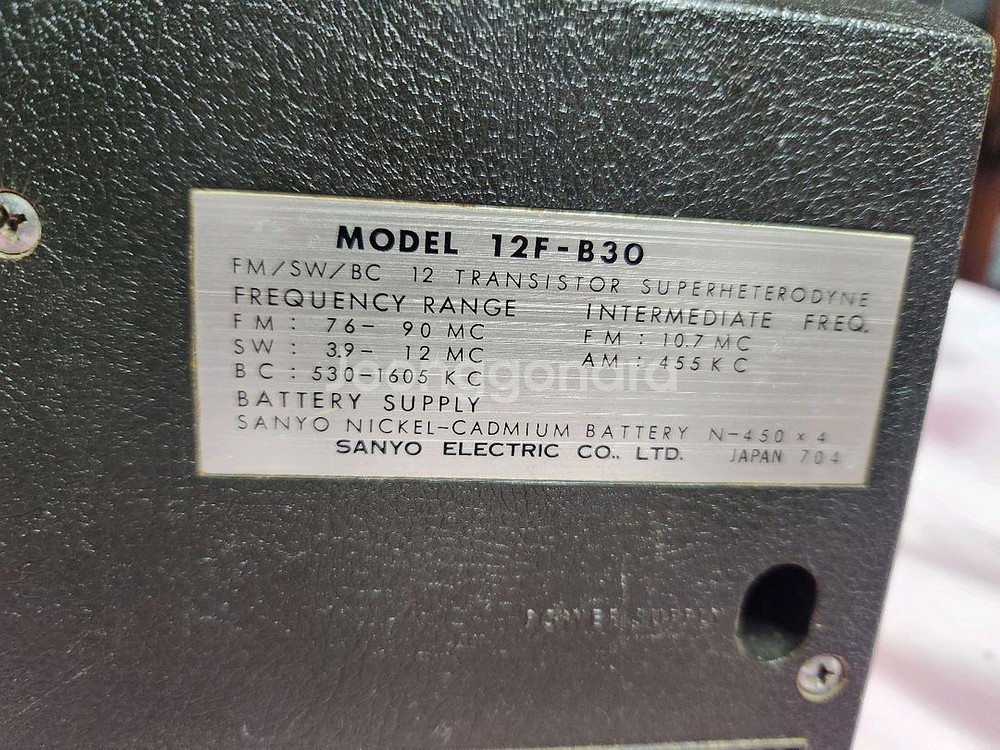 MODEL 12F-B30
FM/SW/BC 12 TRANSISTOR SUPERHETERODYNE
FREQUENCY RANGE INTERMEDIATE FREQ.
FM: 76- 90 MC FM: 10.7 MC
SW: 3.9- 12 MC AM: 455 KC
BC: 530-1605 KC
BATTERY SUPPLY
SANYO NICKEL-CADMIUM BATTERY N-450 x 4
SANYO ELECTRIC CO., LTD. JAPAN 704
POWER SUPPLY